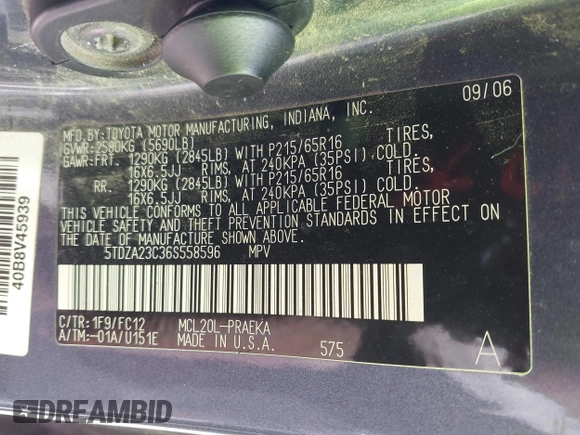 MFD. BY: TOYOTA MOTOR MANUFACTURING, INDIANA, INC. 09/06
GVWR: 2580KG (5690LB)
GAWR: FRT. 1290KG (2845LB) WITH P215/65R16 TIRES,
16X6.5JJ RIMS, AT 240KPA (35PSI) COLD.
RR. 1290KG (2845LB) WITH P215/65R16 TIRES,
16X6.5JJ RIMS, AT 240KPA (35PSI) COLD.
THIS VEHICLE CONFORMS TO ALL APPLICABLE FEDERAL MOTOR
VEHICLE SAFETY AND THEFT PREVENTION STANDARDS IN EFFECT ON
THE DATE OF MANUFACTURE SHOWN ABOVE.
5TDZA23C36S558596 MPV
C/TR: 1F9/FC12 MCL20L-PRAEKA
A/TM: -01A/U151E MADE IN U.S.A. 575 A
40B8V45939
DREAMBID